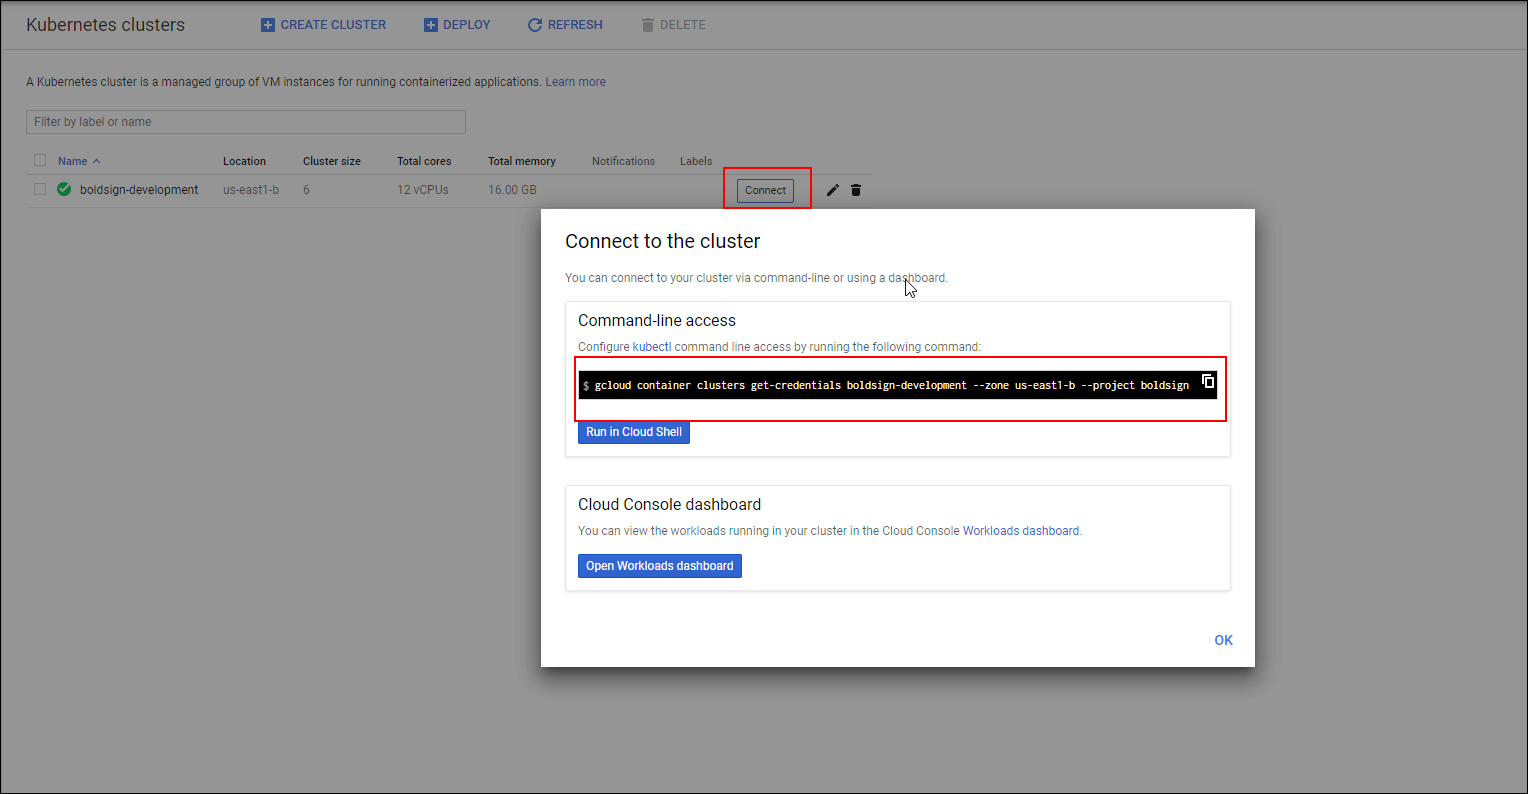 Kubernetes clusters CREATE CLUSTER DEPLOY REFRESH DELETE
A Kubernetes cluster is a managed group of VM instances for running containerized applications. Learn more
Filter by label or name
Name Location Cluster size Total cores Total memory Notifications Labels
boldsign-development us-east1-b 6 12 vCPUs 16.00 GB Connect
Connect to the cluster
You can connect to your cluster via command-line or using a dashboard.
Command-line access
Configure kubectl command line access by running the following command:
$ gcloud container clusters get-credentials boldsign-development --zone us-east1-b --project boldsign
Run in Cloud Shell
Cloud Console dashboard
You can view the workloads running in your cluster in the Cloud Console Workloads dashboard.
Open Workloads dashboard
OK